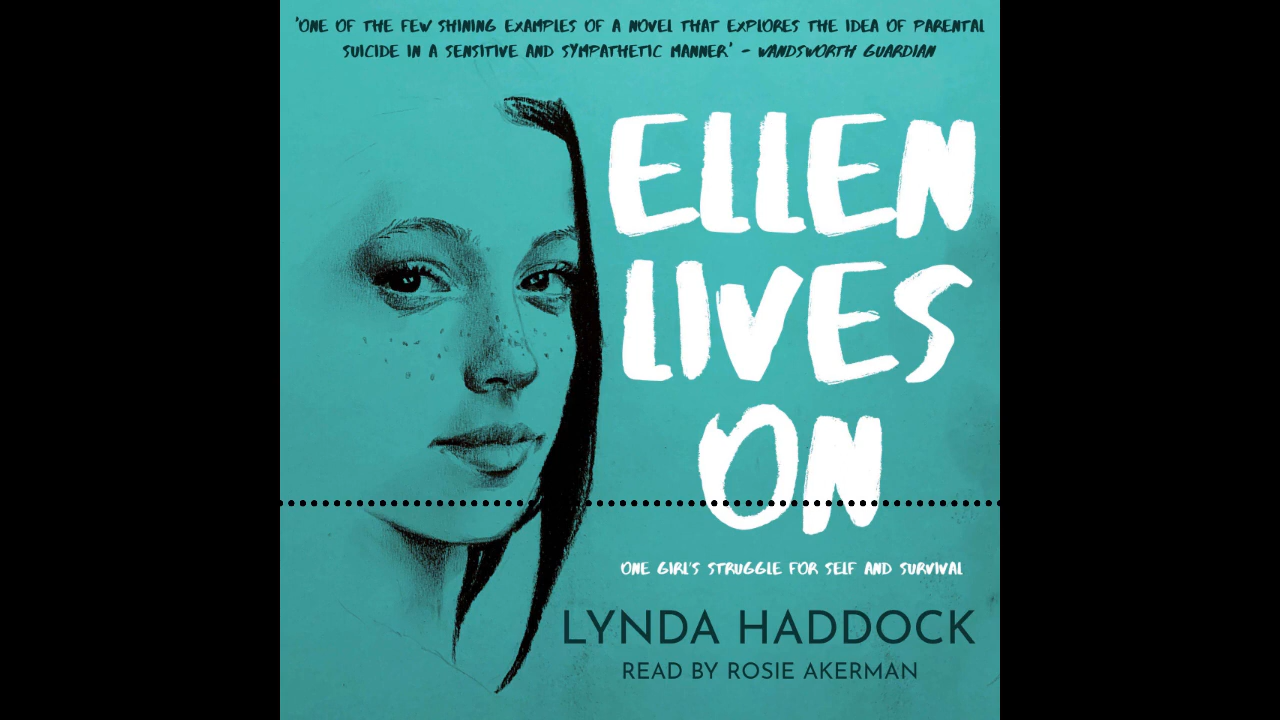 'ONE OF THE FEW SHINING EXAMPLES OF A NOVEL THAT EXPLORES THE IDEA OF PARENTAL
SUICIDE IN A SENSITIVE AND SYMPATHETIC MANNER' - WANDSWORTH GUARDIAN
ELLEN
LIVES
ON
ONE GIRL'S STRUGGLE FOR SELF AND SURVIVAL
LYNDA HADDOCK
READ BY ROSIE AKERMAN